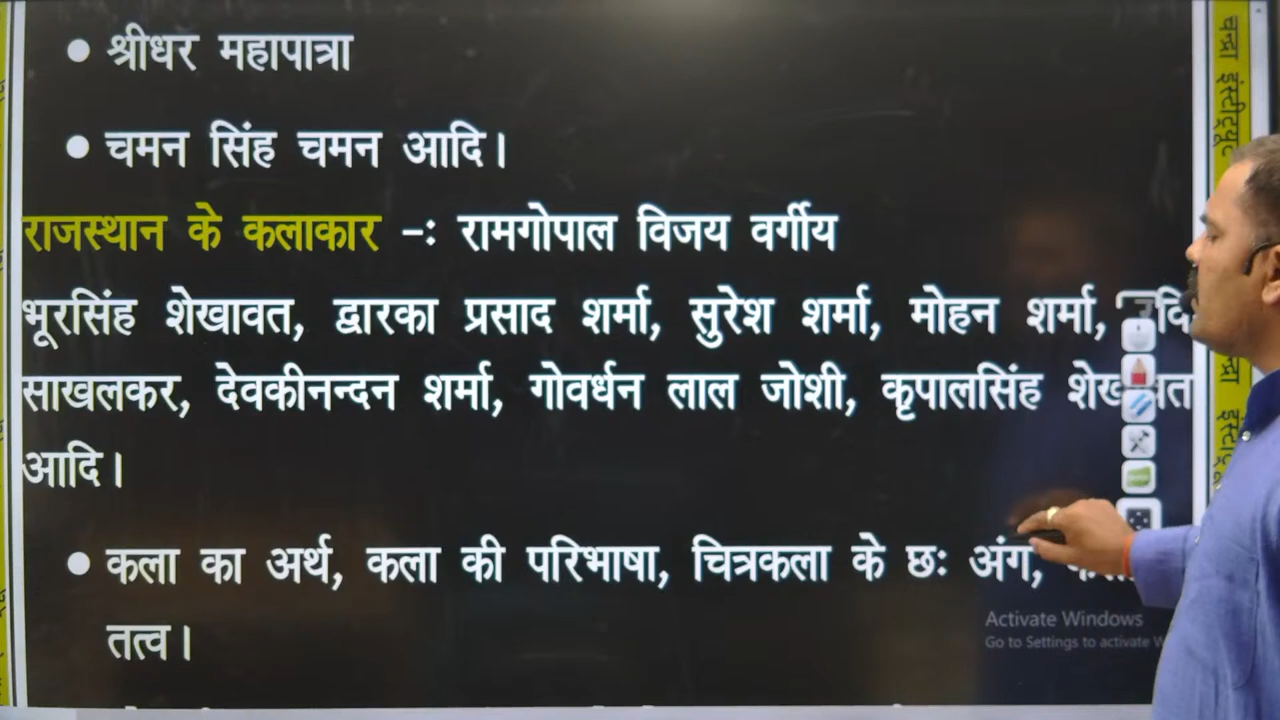 श्रीधर महापात्रा
चमन सिंह चमन आदि।
राजस्थान के कलाकार –: रामगोपाल विजय वर्गीय
भूरसिंह शेखावत, द्वारका प्रसाद शर्मा, सुरेश शर्मा, मोहन शर्मा,
साखलकर, देवकीनन्दन शर्मा, गोवर्धन लाल जोशी, कृपालसिंह
आदि।
कला का अर्थ, कला की परिभाषा, चित्रकला के छः अंग,
तत्व।
Activate Windows
Go to Settings to activate
चन्द्रा इंस्टीट्यूट